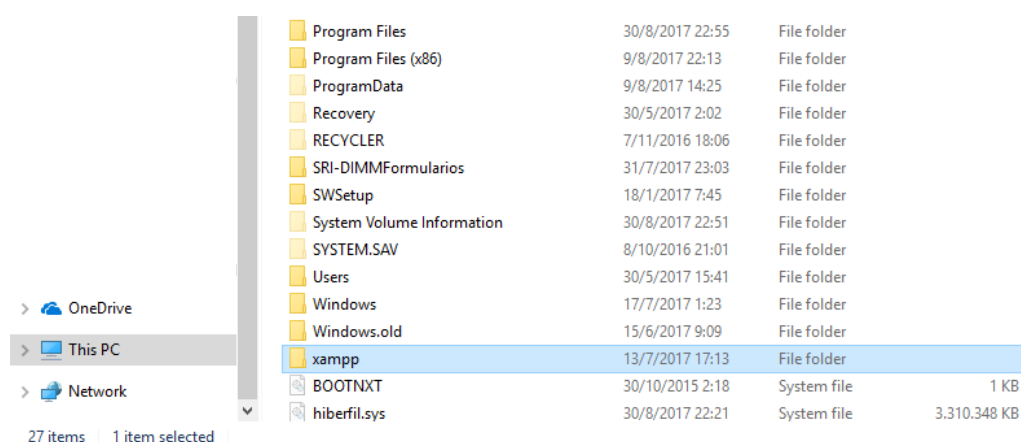 Program Files 30/8/2017 22:55 File folder
Program Files (x86) 9/8/2017 22:13 File folder
ProgramData 9/8/2017 14:25 File folder
Recovery 30/5/2017 2:02 File folder
RECYCLER 7/11/2016 18:06 File folder
SRI-DIMMFormularios 31/7/2017 23:03 File folder
SWSetup 18/1/2017 7:45 File folder
System Volume Information 30/8/2017 22:51 File folder
SYSTEM.SAV 8/10/2016 21:01 File folder
Users 30/5/2017 15:41 File folder
OneDrive
Windows 17/7/2017 1:23 File folder
Windows.old 15/6/2017 9:09 File folder
This PC
xampp 13/7/2017 17:13 File folder
Network
BOOTNXT 30/10/2015 2:18 System file 1 KB
hiberfil.sys 30/8/2017 22:21 System file 3.310.348 KB
27 items 1 item selected